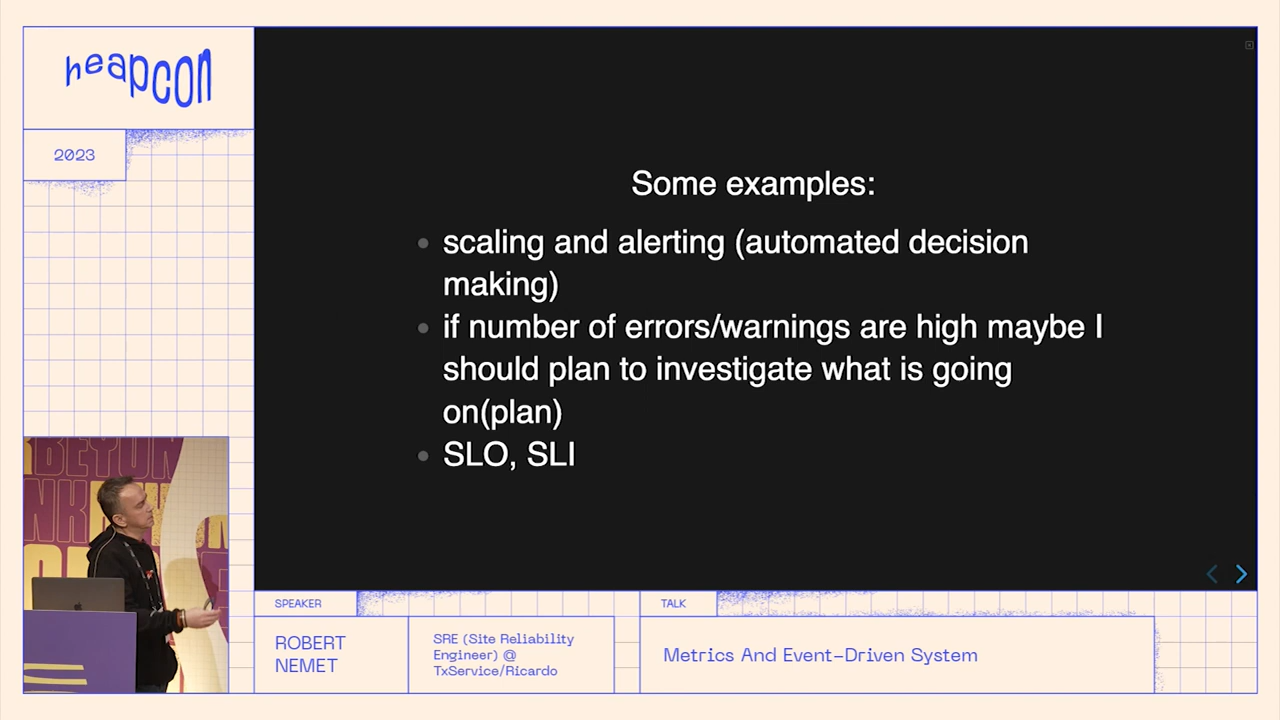 heapcon
2023
Some examples:
scaling and alerting (automated decision
making)
if number of errors/warnings are high maybe I
should plan to investigate what is going
on(plan)
SLO, SLI
SPEAKER
ROBERT
NEMET
SRE (Site Reliability
Engineer) @
TxService/Ricardo
TALK
Metrics And Event-Driven System